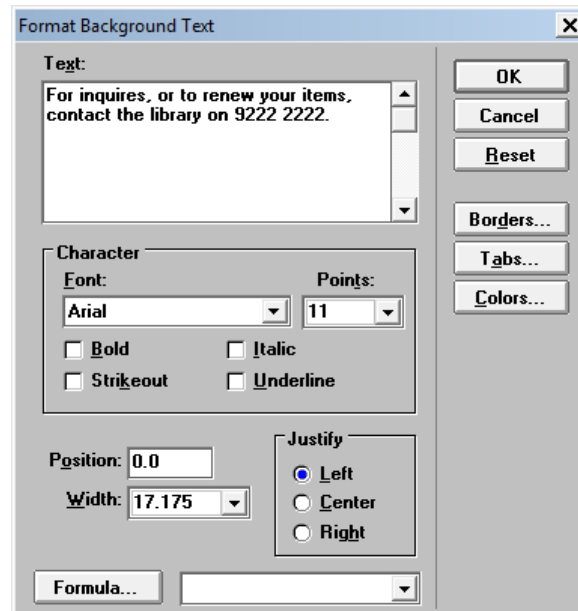 Format Background Text
Text:
For inquires, or to renew your items,
contact the library on 9222 2222.
OK
Cancel
Reset
Borders...
Tabs...
Colors...
Character
Font:
Points:
Arial
11
Bold
Italic
Strikeout
Underline
Position: 0.0
Width: 17.175
Justify
Left
Center
Right
Formula...